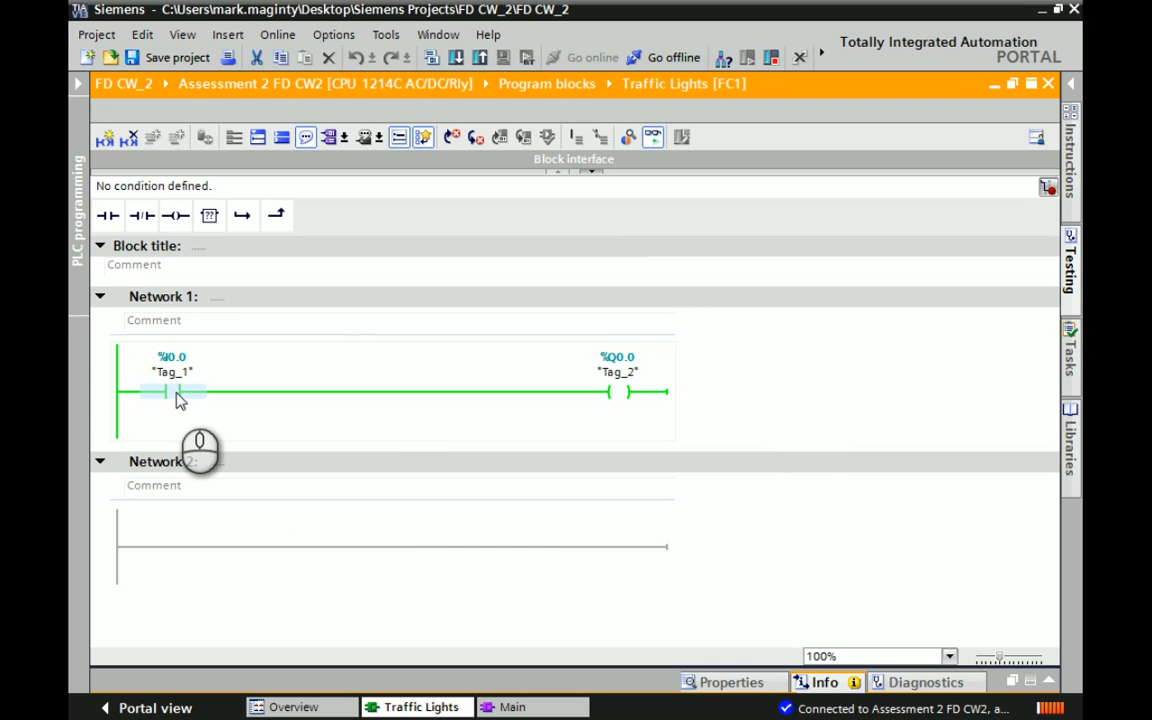 Siemens - C:\Users\mark.maginty\Desktop\Siemens Projects\FD CW_2\FD CW_2
Project Edit View Insert Online Options Tools Window Help
Totally Integrated Automation
PORTAL
Save project Go online Go offline
FD CW_2 Assessment 2 FD CW2 [CPU 1214C AC/DC/Rly] Program blocks Traffic Lights [FC1]
Block interface
No condition defined.
??
Block title: .....
Comment
Network 1: .....
Comment
%I0.0
"Tag_1"
%Q0.0
"Tag_2"
Network 2:
Comment
100%
Properties Info Diagnostics
Portal view Overview Traffic Lights Main Connected to Assessment 2 FD CW2, a...
PLC programming
Instructions
Testing
Tasks
Libraries